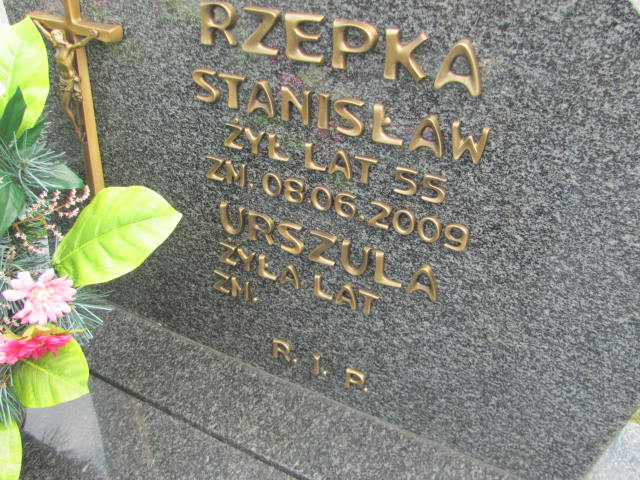 RZEPKA
STANISŁAW
ŻYŁ LAT 55
ZM. 08.06.2009
URSZULA
ŻYŁA LAT
ZM.
R. I. P.